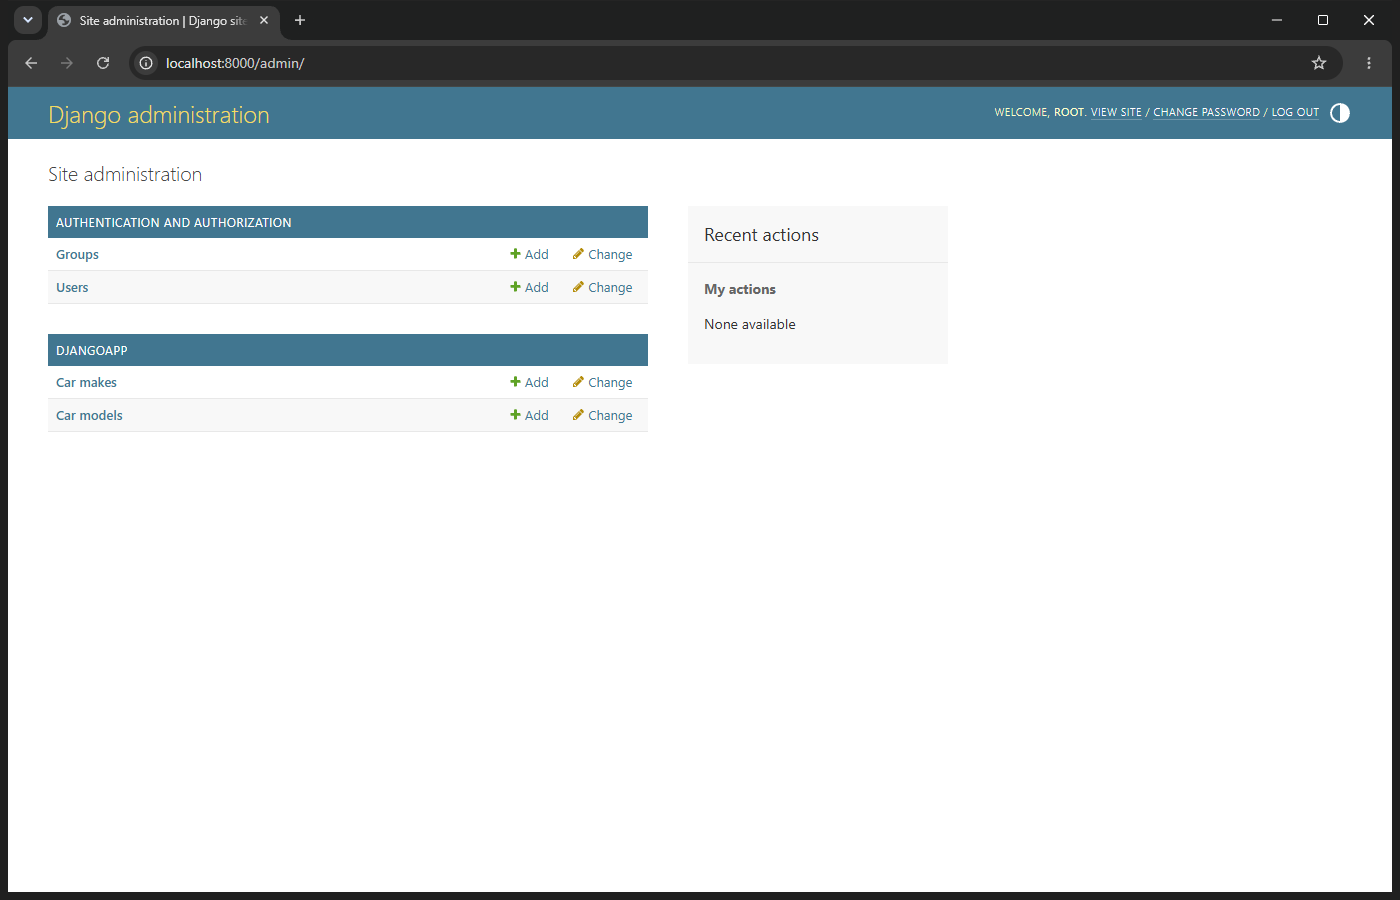 Site administration | Django site
localhost:8000/admin/
Django administration
WELCOME, ROOT. VIEW SITE / CHANGE PASSWORD / LOG OUT
Site administration
AUTHENTICATION AND AUTHORIZATION
Groups Add Change
Users Add Change
DJANGOAPP
Car makes Add Change
Car models Add Change
Recent actions
My actions
None available